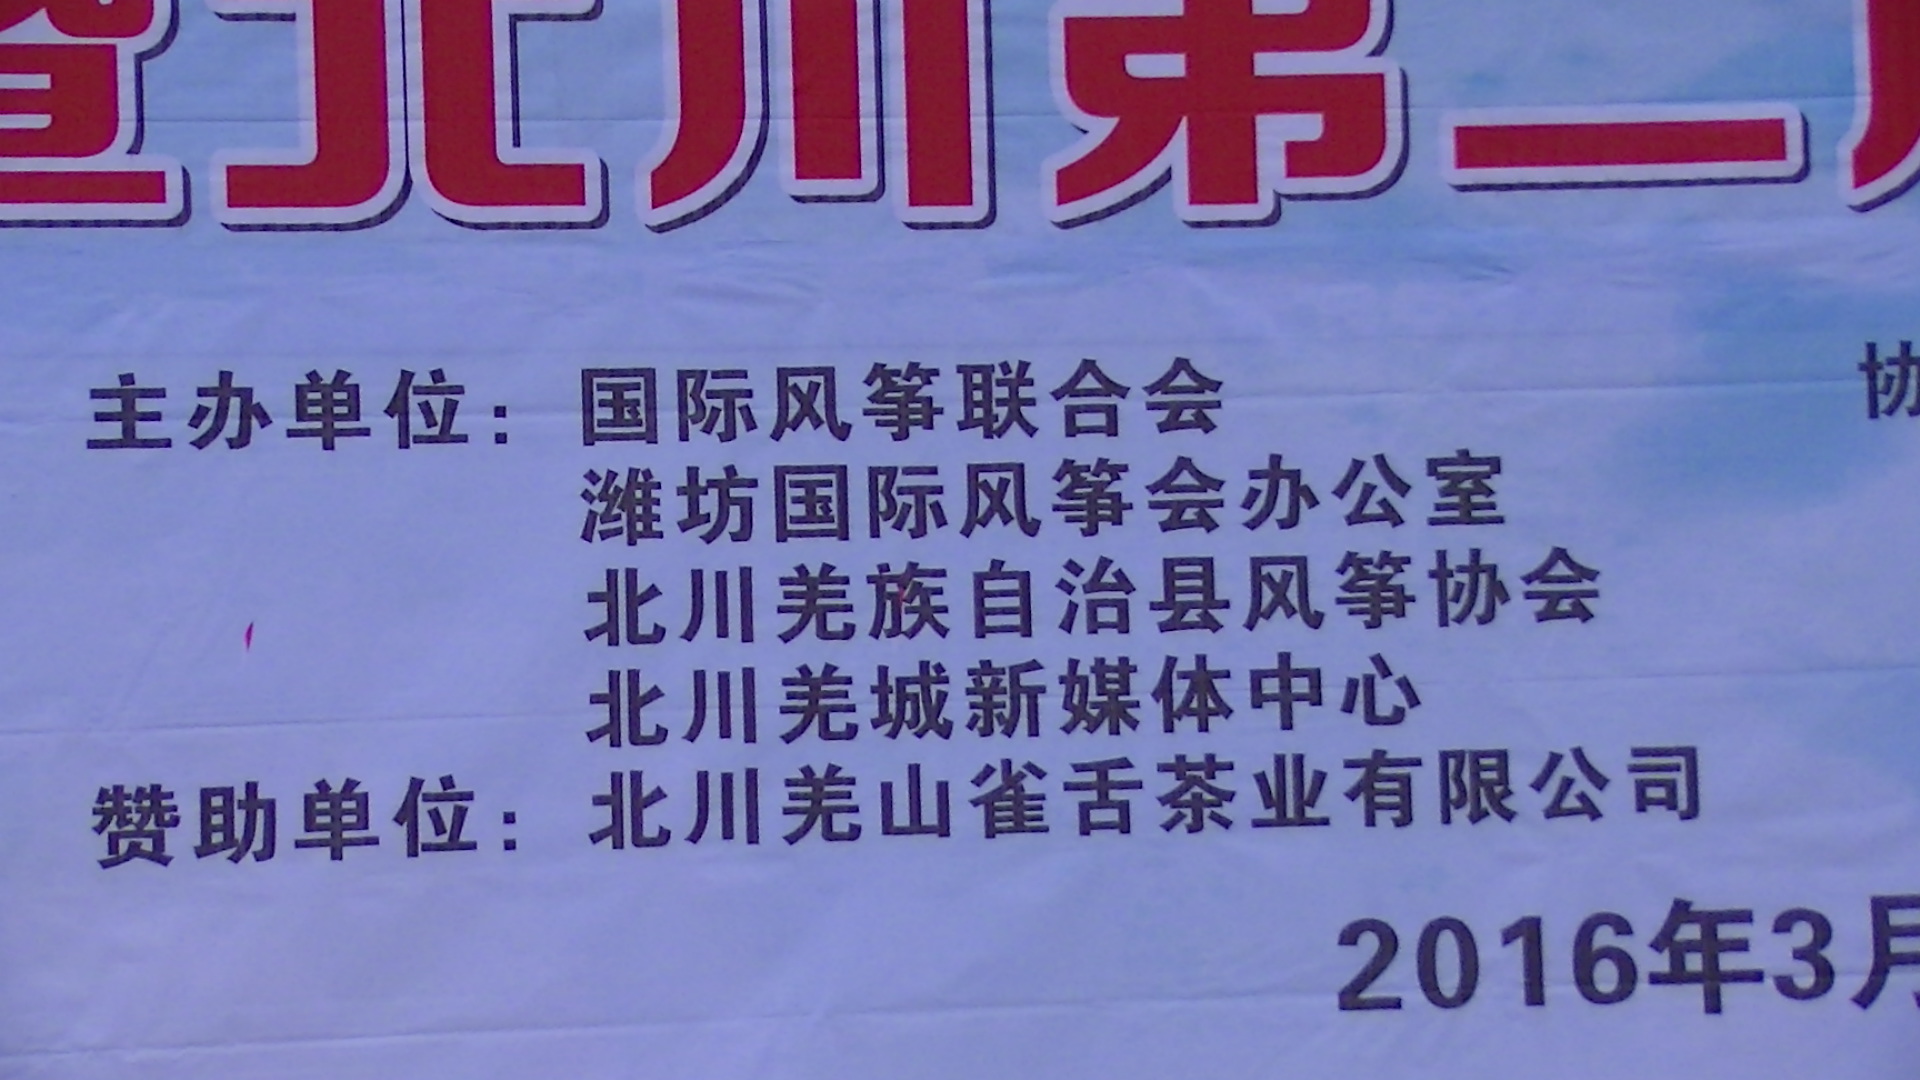 暨北川第二
主办单位：国际风筝联合会 协
潍坊国际风筝会办公室
北川羌族自治县风筝协会
北川羌城新媒体中心
赞助单位：北川羌山雀舌茶业有限公司
2016年3月